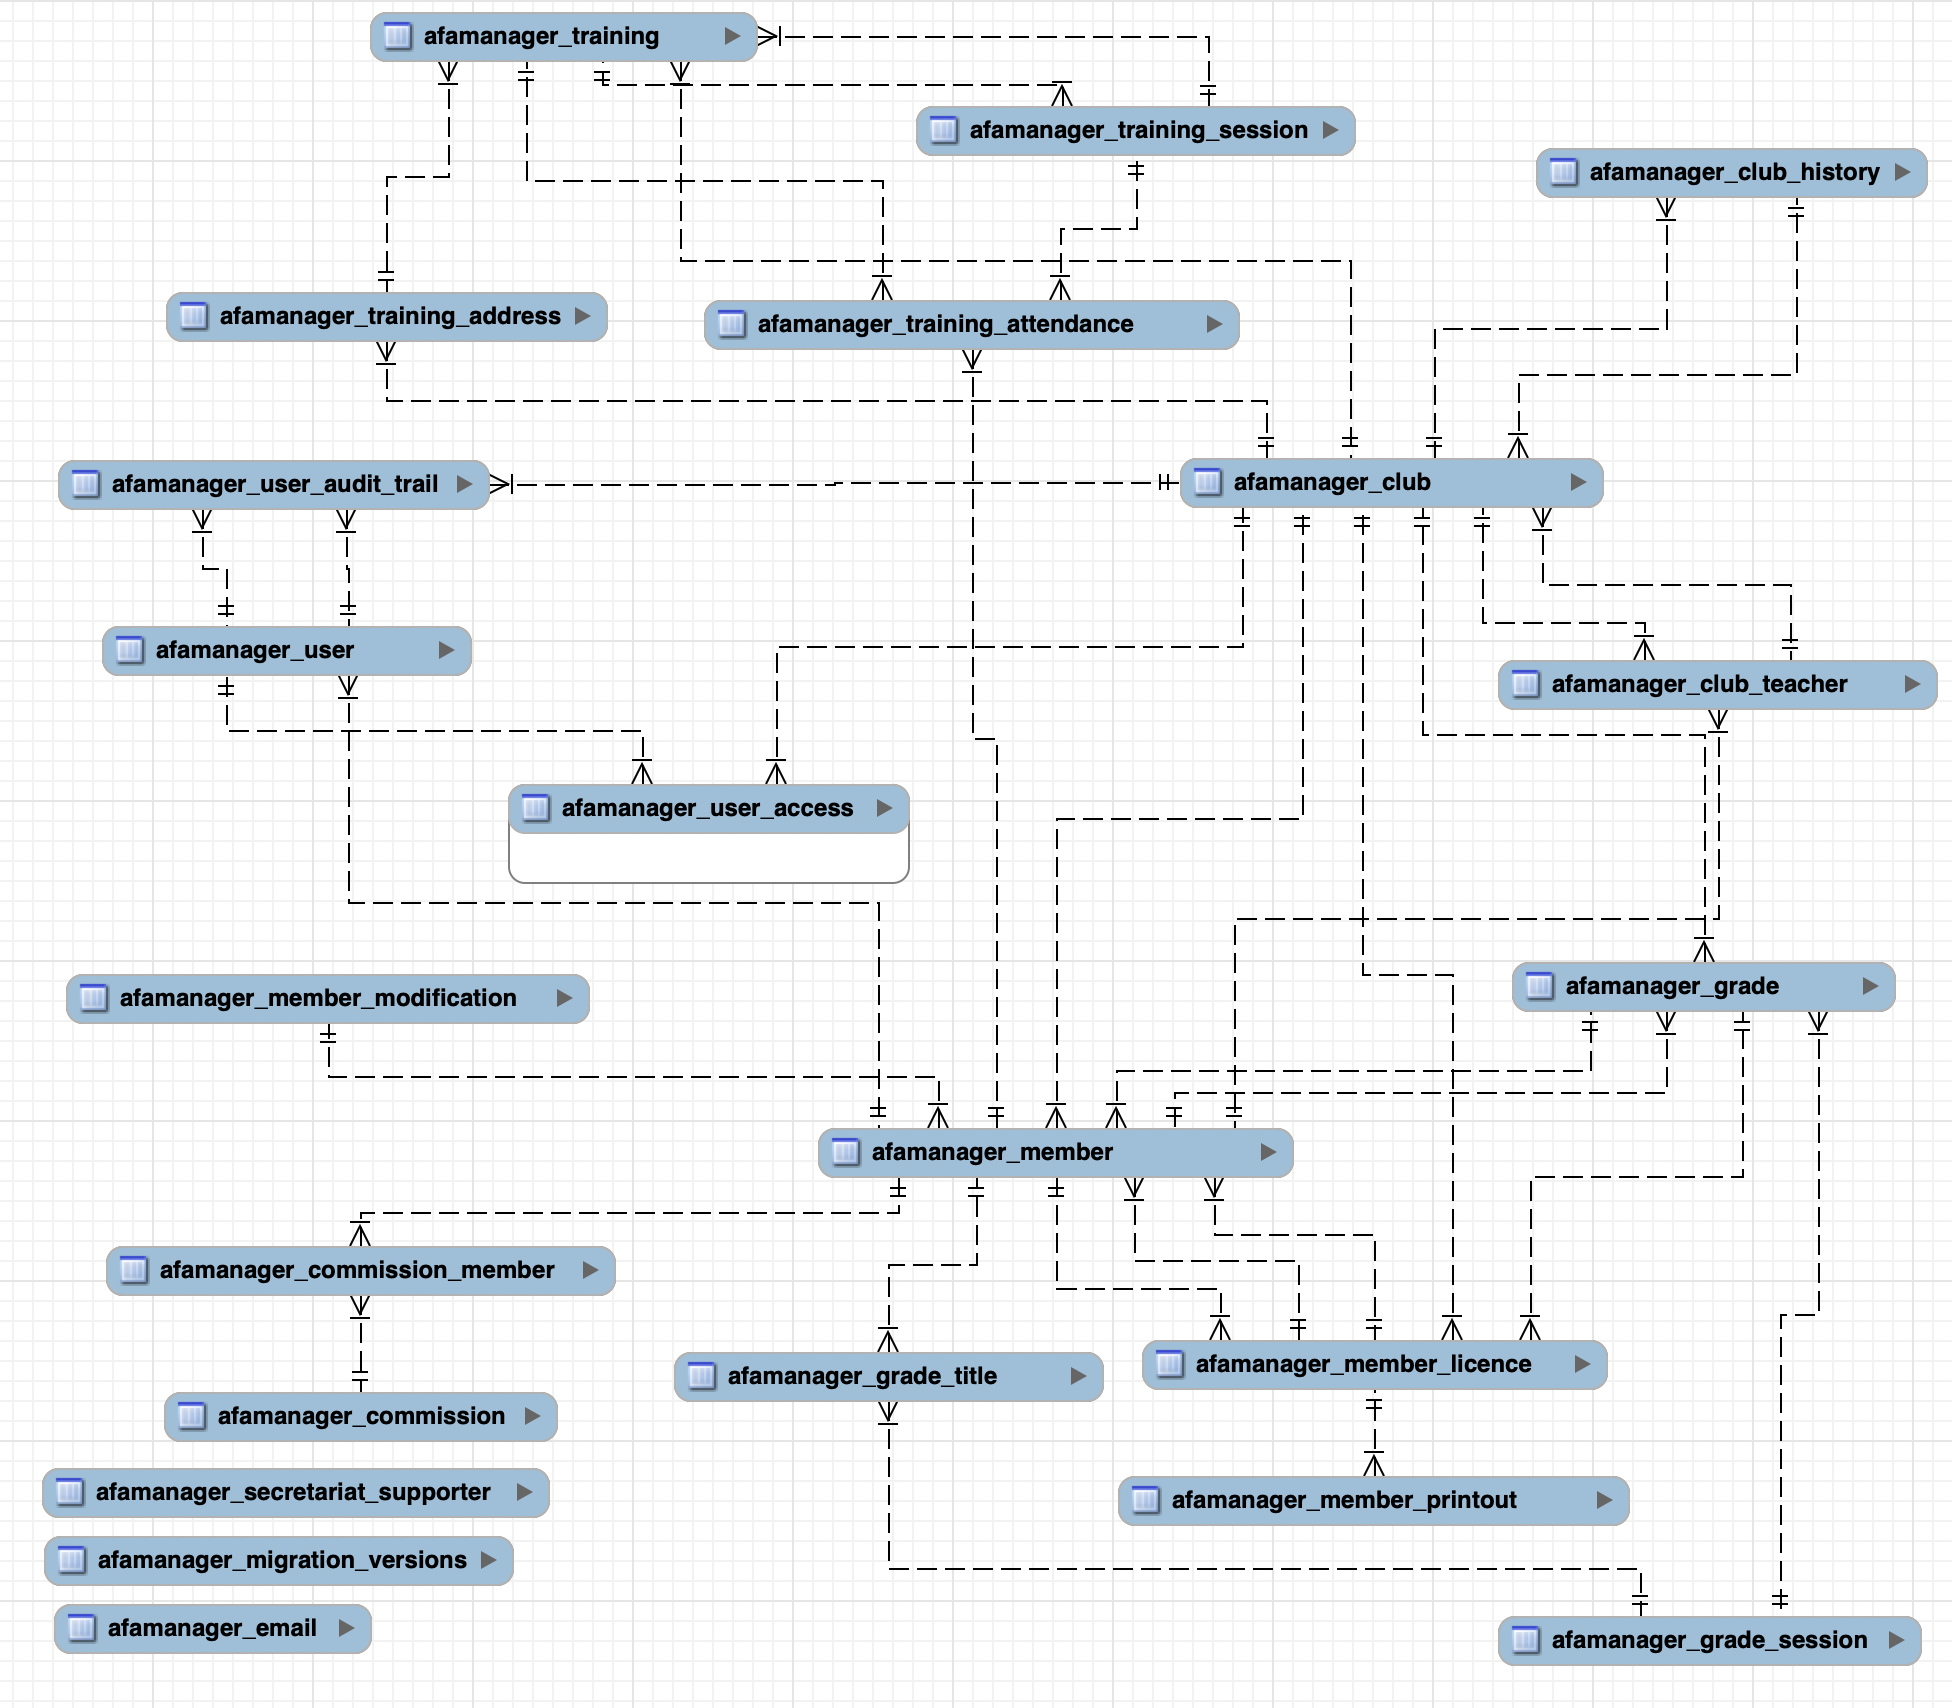 afamanager_training
afamanager_training_session
afamanager_club_history
afamanager_training_address
afamanager_training_attendance
afamanager_user_audit_trail
afamanager_club
afamanager_user
afamanager_club_teacher
afamanager_user_access
afamanager_member_modification
afamanager_grade
afamanager_member
afamanager_commission_member
afamanager_grade_title
afamanager_member_licence
afamanager_commission
afamanager_secretariat_supporter
afamanager_member_printout
afamanager_migration_versions
afamanager_email
afamanager_grade_session